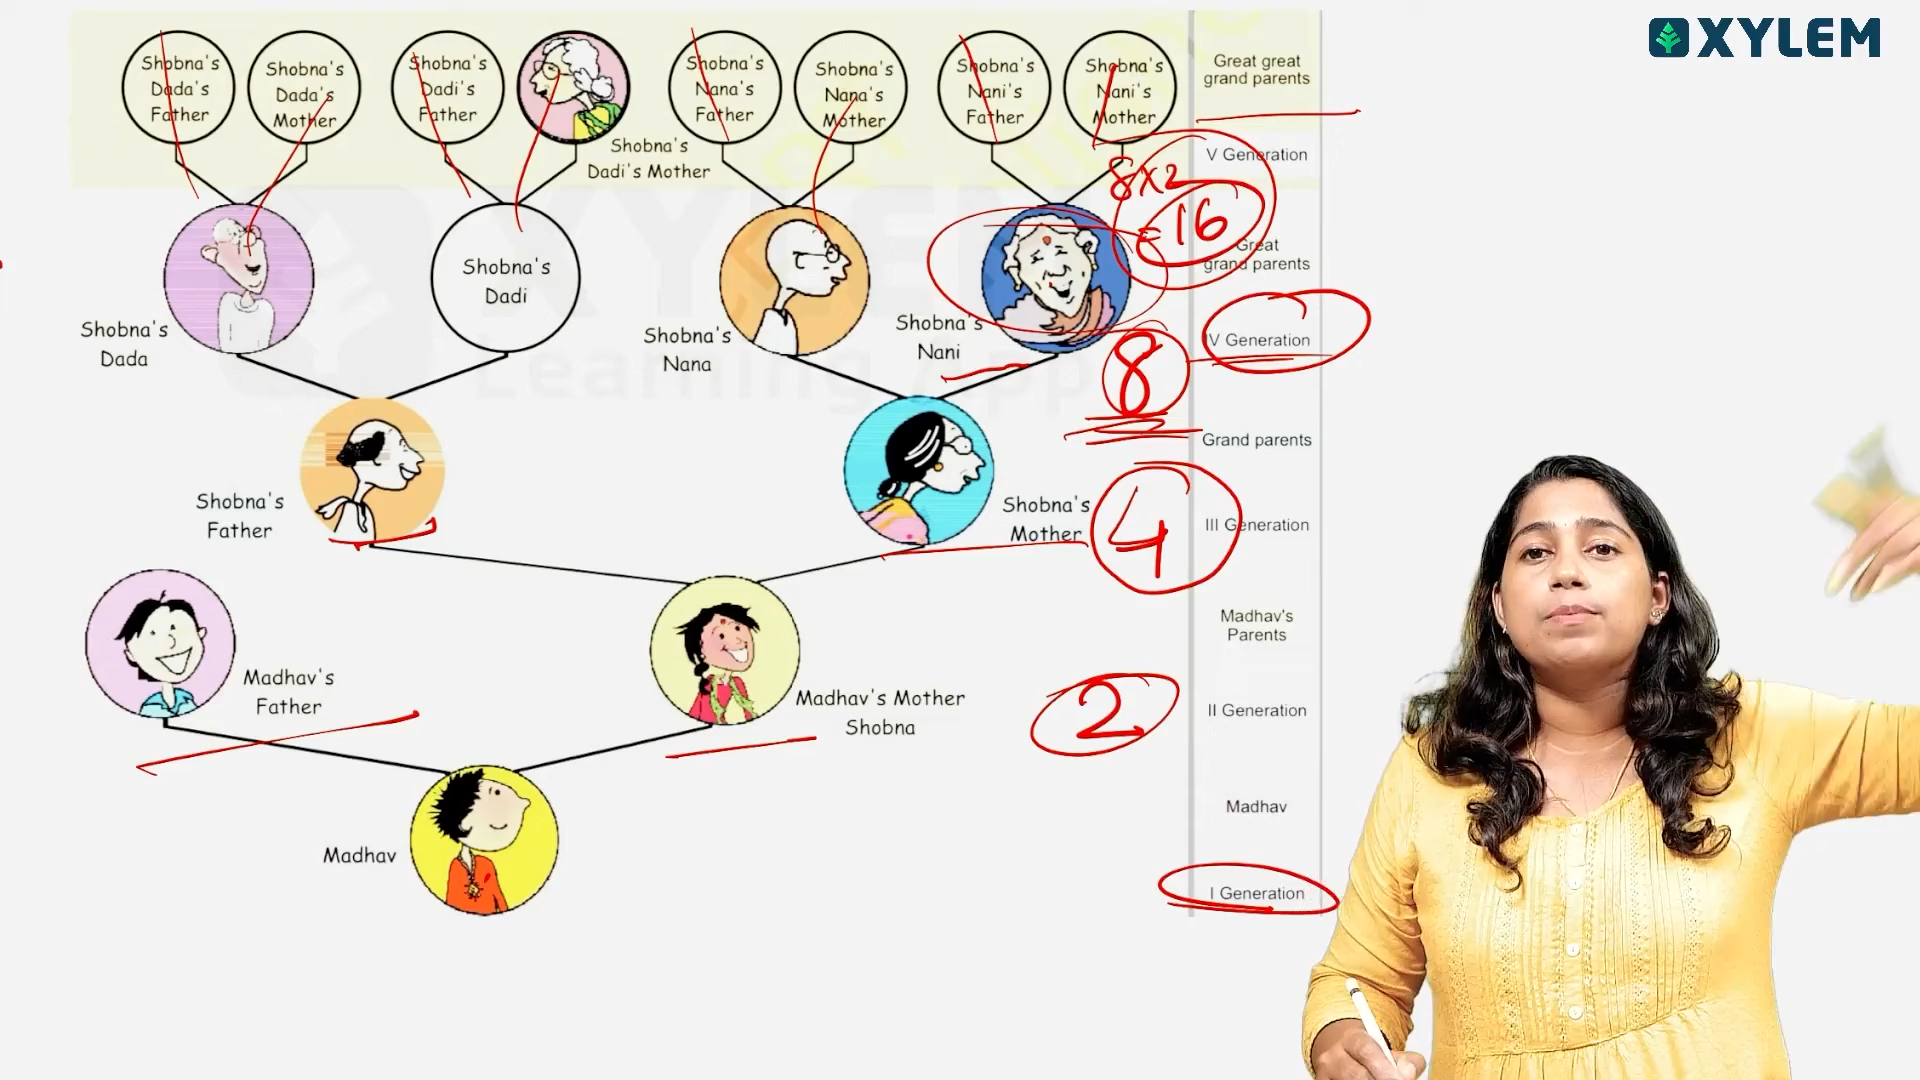 XYLEM
Shobna's
Dada's
Father
Shobna's
Dada's
Mother
Shobna's
Dadi's
Father
Shobna's
Dadi's Mother
Shobna's
Nana's
Father
Shobna's
Nana's
Mother
Shobna's
Nani's
Father
Shobna's
Nani's
Mother
Great great
grand parents
V Generation
8x2
=16
Shobna's
Dada
Shobna's
Dadi
Shobna's
Nana
Shobna's
Nani
Great
grand parents
V Generation
8
Shobna's
Father
Shobna's
Mother
Grand parents
4
III Generation
Madhav's
Father
Madhav's Mother
Shobna
Madhav's
Parents
2
II Generation
Madhav
Madhav
I Generation
XYLEM
Learning App